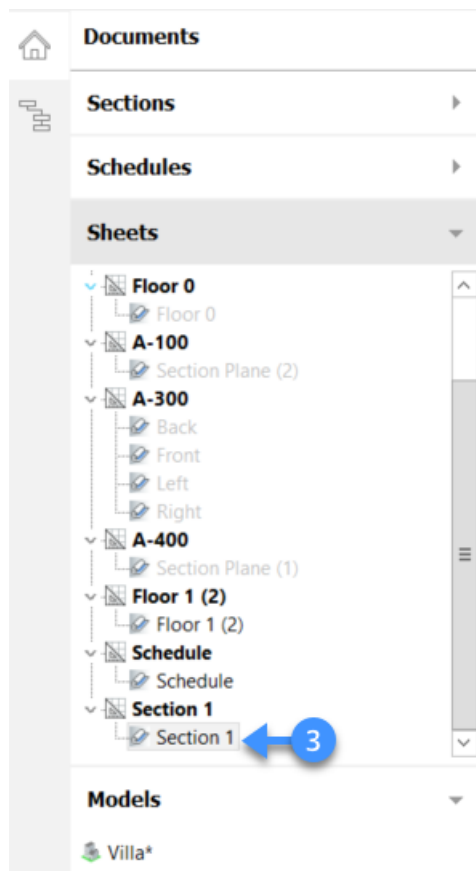 Documents
Sections
Schedules
Sheets
Floor 0
Floor 0
A-100
Section Plane (2)
A-300
Back
Front
Left
Right
A-400
Section Plane (1)
Floor 1 (2)
Floor 1 (2)
Schedule
Schedule
Section 1
Section 1 3
Models
Villa*